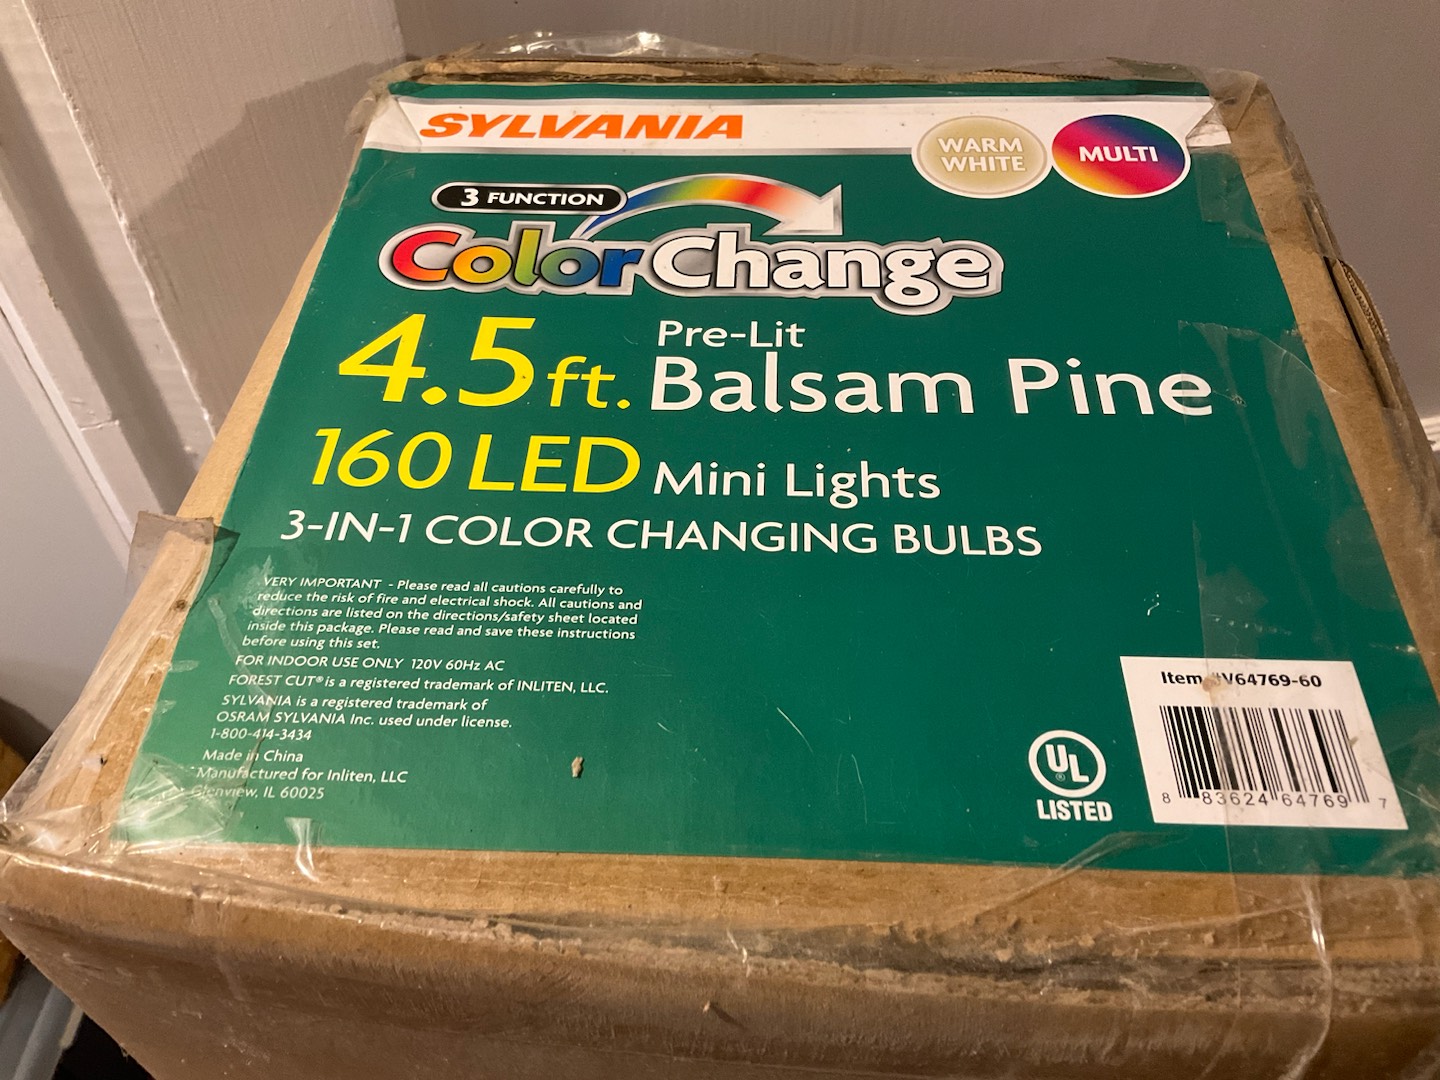 SYLVANIA
WARM
WHITE
MULTI
3 FUNCTION
ColorChange
4.5 ft. Pre-Lit
Balsam Pine
160 LED Mini Lights
3-IN-1 COLOR CHANGING BULBS
VERY IMPORTANT - Please read all cautions carefully to
reduce the risk of fire and electrical shock. All cautions and
directions are listed on the directions/safety sheet located
inside this package. Please read and save these instructions
before using this set.
FOR INDOOR USE ONLY 120V 60Hz AC
FOREST CUT® is a registered trademark of INLITEN, LLC.
SYLVANIA is a registered trademark of
OSRAM SYLVANIA Inc. used under license.
1-800-414-3434
Made in China
Manufactured for Inliten, LLC
Glenview, IL 60025
UL
®
LISTED
Item #V64769-60
8 83624 64769 7